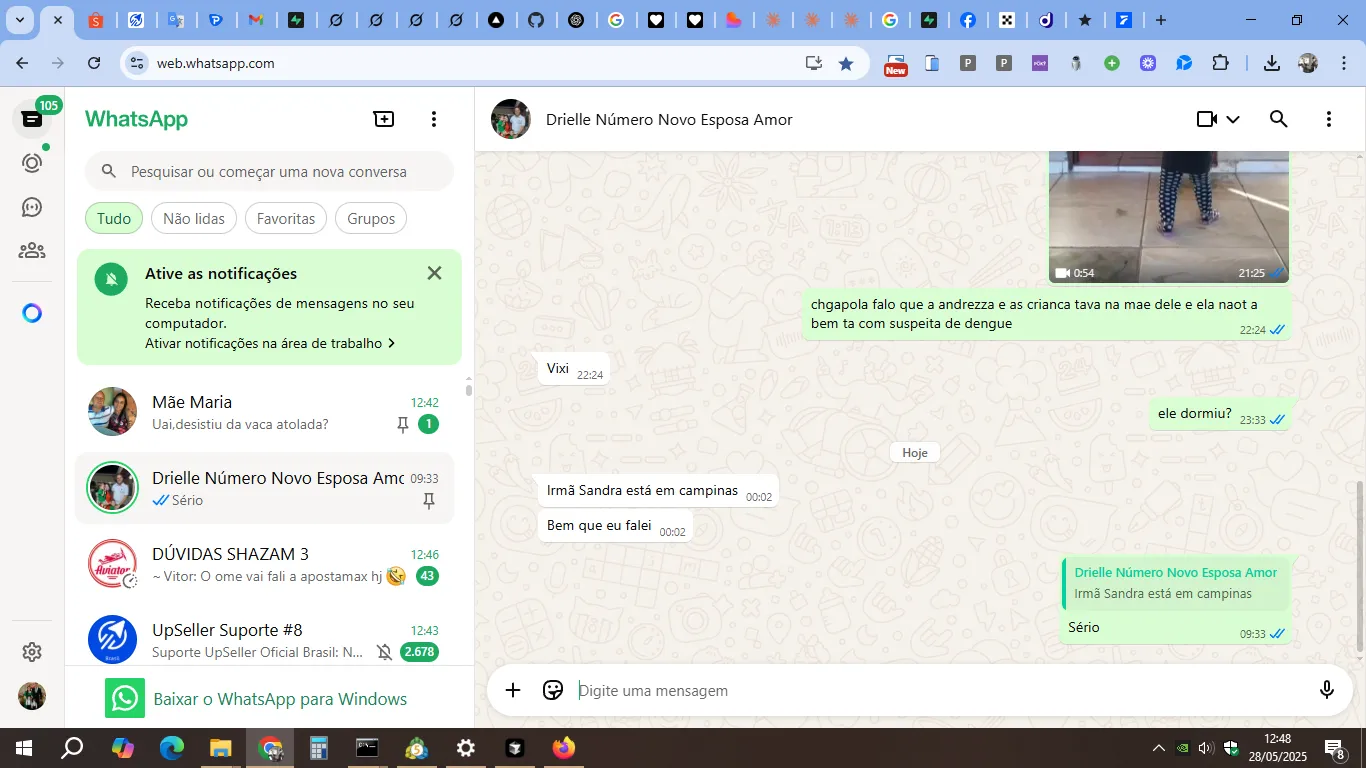 web.whatsapp.com
New
P
P
POST
105
WhatsApp
Pesquisar ou começar uma nova conversa
Tudo
Não lidas
Favoritas
Grupos
Ative as notificações
Receba notificações de mensagens no seu
computador.
Ativar notificações na área de trabalho
Mãe Maria
12:42
Uai,desistiu da vaca atolada?
1
Drielle Número Novo Esposa Amo
09:33
Sério
DÚVIDAS SHAZAM 3
12:46
~ Vitor: O ome vai fali a apostamax hj 🤣
43
Aviator
UpSeller Suporte #8
12:43
Suporte UpSeller Oficial Brasil: N...
2.678
Brasil
Baixar o WhatsApp para Windows
Drielle Número Novo Esposa Amor
0:54
21:25
chgapola falo que a andrezza e as crianca tava na mae dele e ela naot a
bem ta com suspeita de dengue
22:24
Vixi
22:24
ele dormiu?
23:33
Hoje
Irmã Sandra está em campinas
00:02
Bem que eu falei
00:02
Drielle Número Novo Esposa Amor
Irmã Sandra está em campinas
Sério
09:33
Digite uma mensagem
12:48
28/05/2025
8